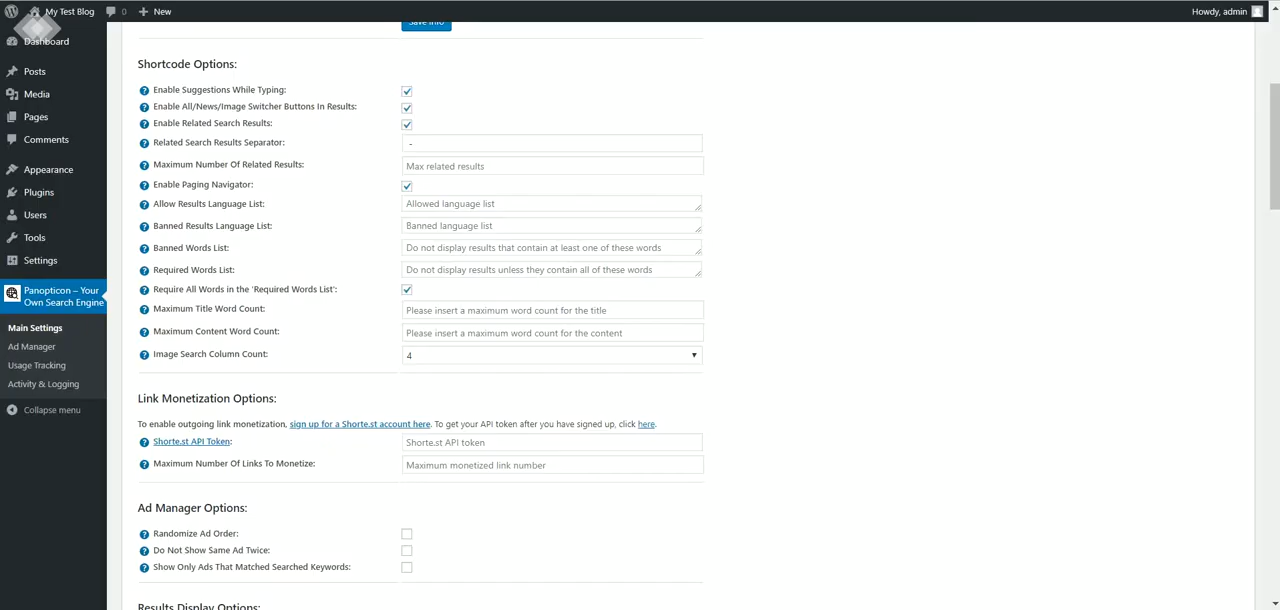 My Test Blog 0 New Howdy, admin
Save Info
Dashboard
Posts
Media
Pages
Comments
Appearance
Plugins
Users
Tools
Settings
Panopticon – Your
Own Search Engine
Main Settings
Ad Manager
Usage Tracking
Activity & Logging
Collapse menu
Shortcode Options:
Enable Suggestions While Typing:
Enable All/News/Image Switcher Buttons In Results:
Enable Related Search Results:
Related Search Results Separator: -
Maximum Number Of Related Results: Max related results
Enable Paging Navigator:
Allow Results Language List: Allowed language list
Banned Results Language List: Banned language list
Banned Words List: Do not display results that contain at least one of these words
Required Words List: Do not display results unless they contain all of these words
Require All Words in the 'Required Words List':
Maximum Title Word Count: Please insert a maximum word count for the title
Maximum Content Word Count: Please insert a maximum word count for the content
Image Search Column Count: 4
Link Monetization Options:
To enable outgoing link monetization, sign up for a Shorte.st account here. To get your API token after you have signed up, click here.
Shorte.st API Token: Shorte.st API token
Maximum Number Of Links To Monetize: Maximum monetized link number
Ad Manager Options:
Randomize Ad Order:
Do Not Show Same Ad Twice:
Show Only Ads That Matched Searched Keywords:
Results Display Options: